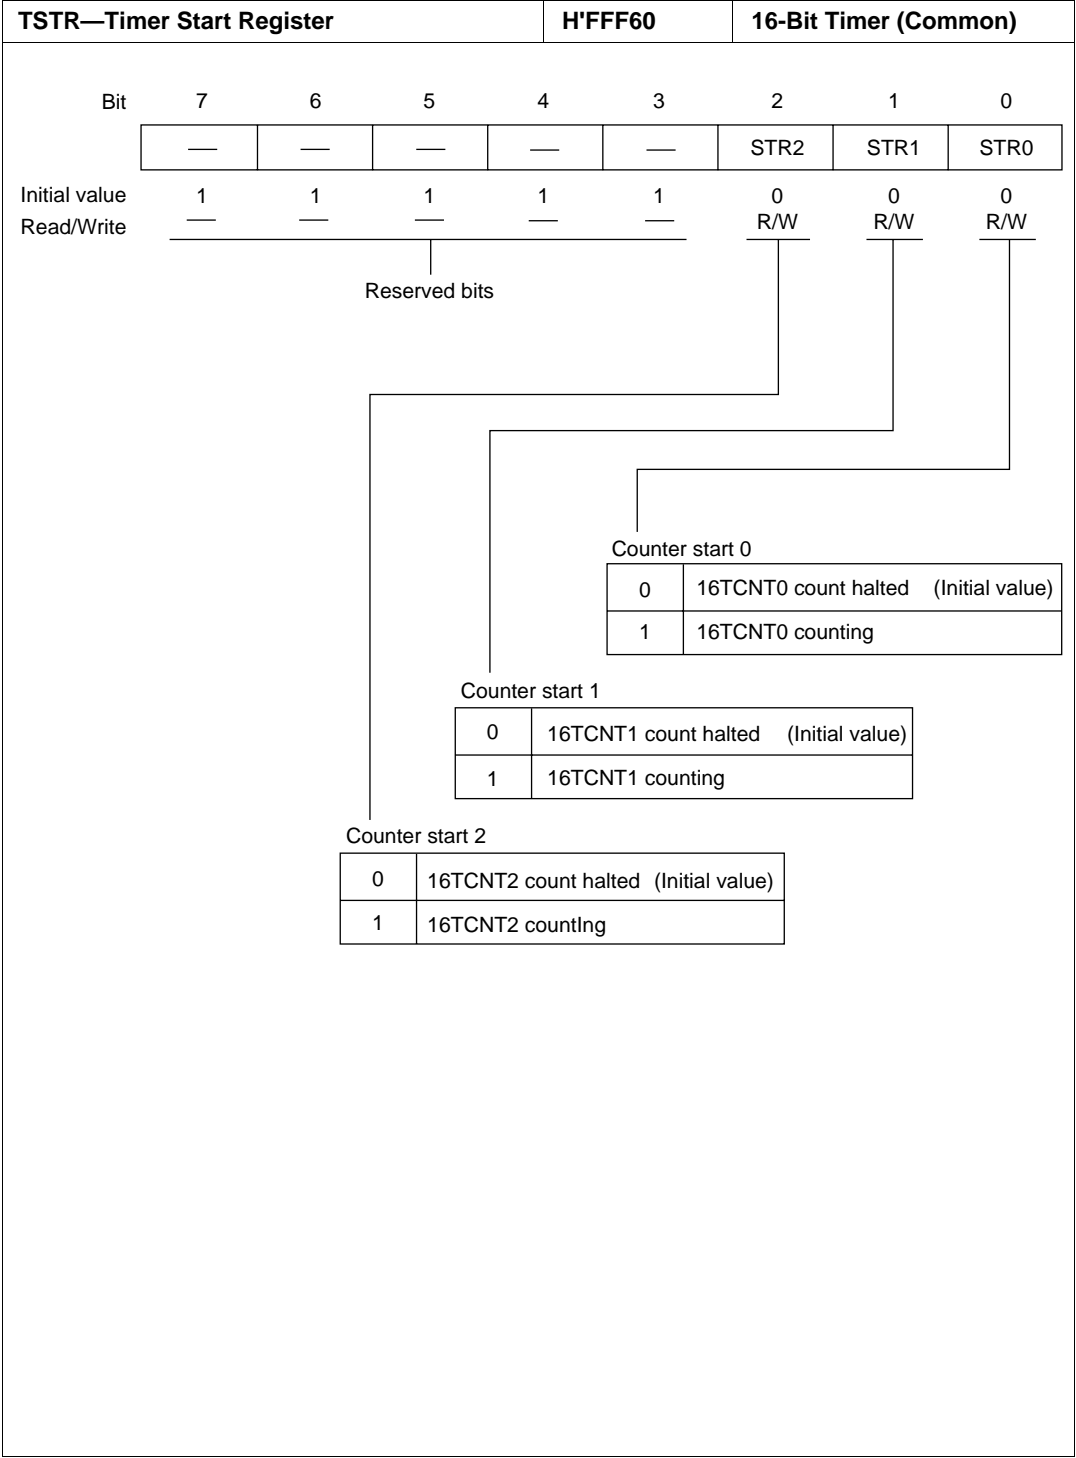 TSTR—Timer Start Register H'FFF60 16-Bit Timer (Common)
Bit 7 6 5 4 3 2 1 0
— — — — — STR2 STR1 STR0
Initial value 1 1 1 1 1 0 0 0
Read/Write — — — — — R/W R/W R/W
Reserved bits
Counter start 0
0 16TCNT0 count halted (Initial value)
1 16TCNT0 counting
Counter start 1
0 16TCNT1 count halted (Initial value)
1 16TCNT1 counting
Counter start 2
0 16TCNT2 count halted (Initial value)
1 16TCNT2 countIng